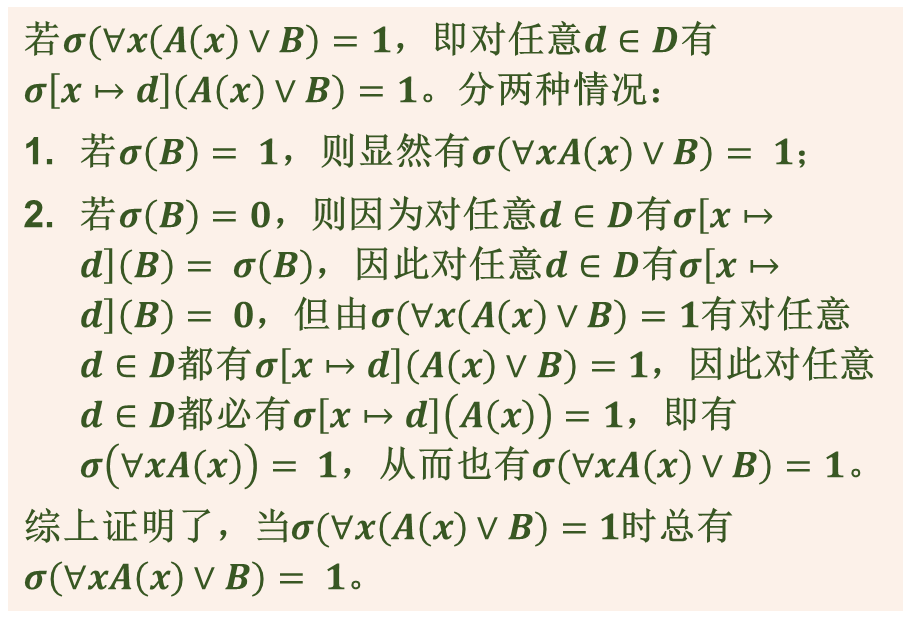 若σ(∀x(A(x) ∨ B) = 1，即对任意d ∈ D有
σ[x ↦ d](A(x) ∨ B) = 1。分两种情况：
1. 若σ(B) = 1，则显然有σ(∀xA(x) ∨ B) = 1；
2. 若σ(B) = 0，则因为对任意d ∈ D有σ[x ↦
d](B) = σ(B)，因此对任意d ∈ D有σ[x ↦
d](B) = 0，但由σ(∀x(A(x) ∨ B) = 1有对任意
d ∈ D都有σ[x ↦ d](A(x) ∨ B) = 1，因此对任意
d ∈ D都必有σ[x ↦ d](A(x)) = 1，即有
σ(∀xA(x)) = 1，从而也有σ(∀xA(x) ∨ B) = 1。
综上证明了，当σ(∀x(A(x) ∨ B) = 1时总有
σ(∀xA(x) ∨ B) = 1。